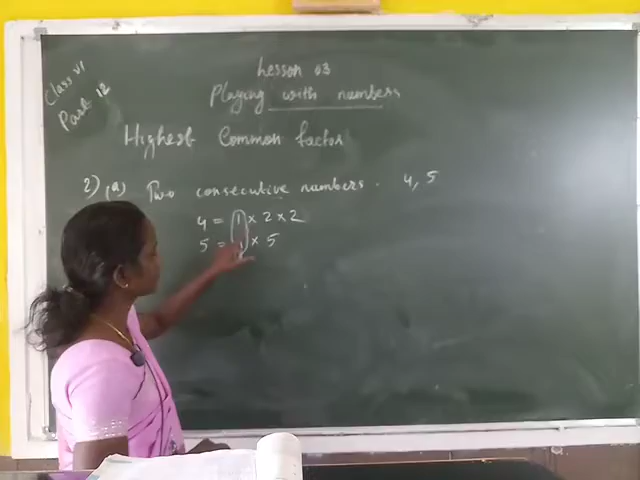 Class VI
Part 12
Lesson 03
Playing with numbers
Highest Common factor
2) (a) Two consecutive numbers. 4, 5
4 = 1 × 2 × 2
5 = 1 × 5